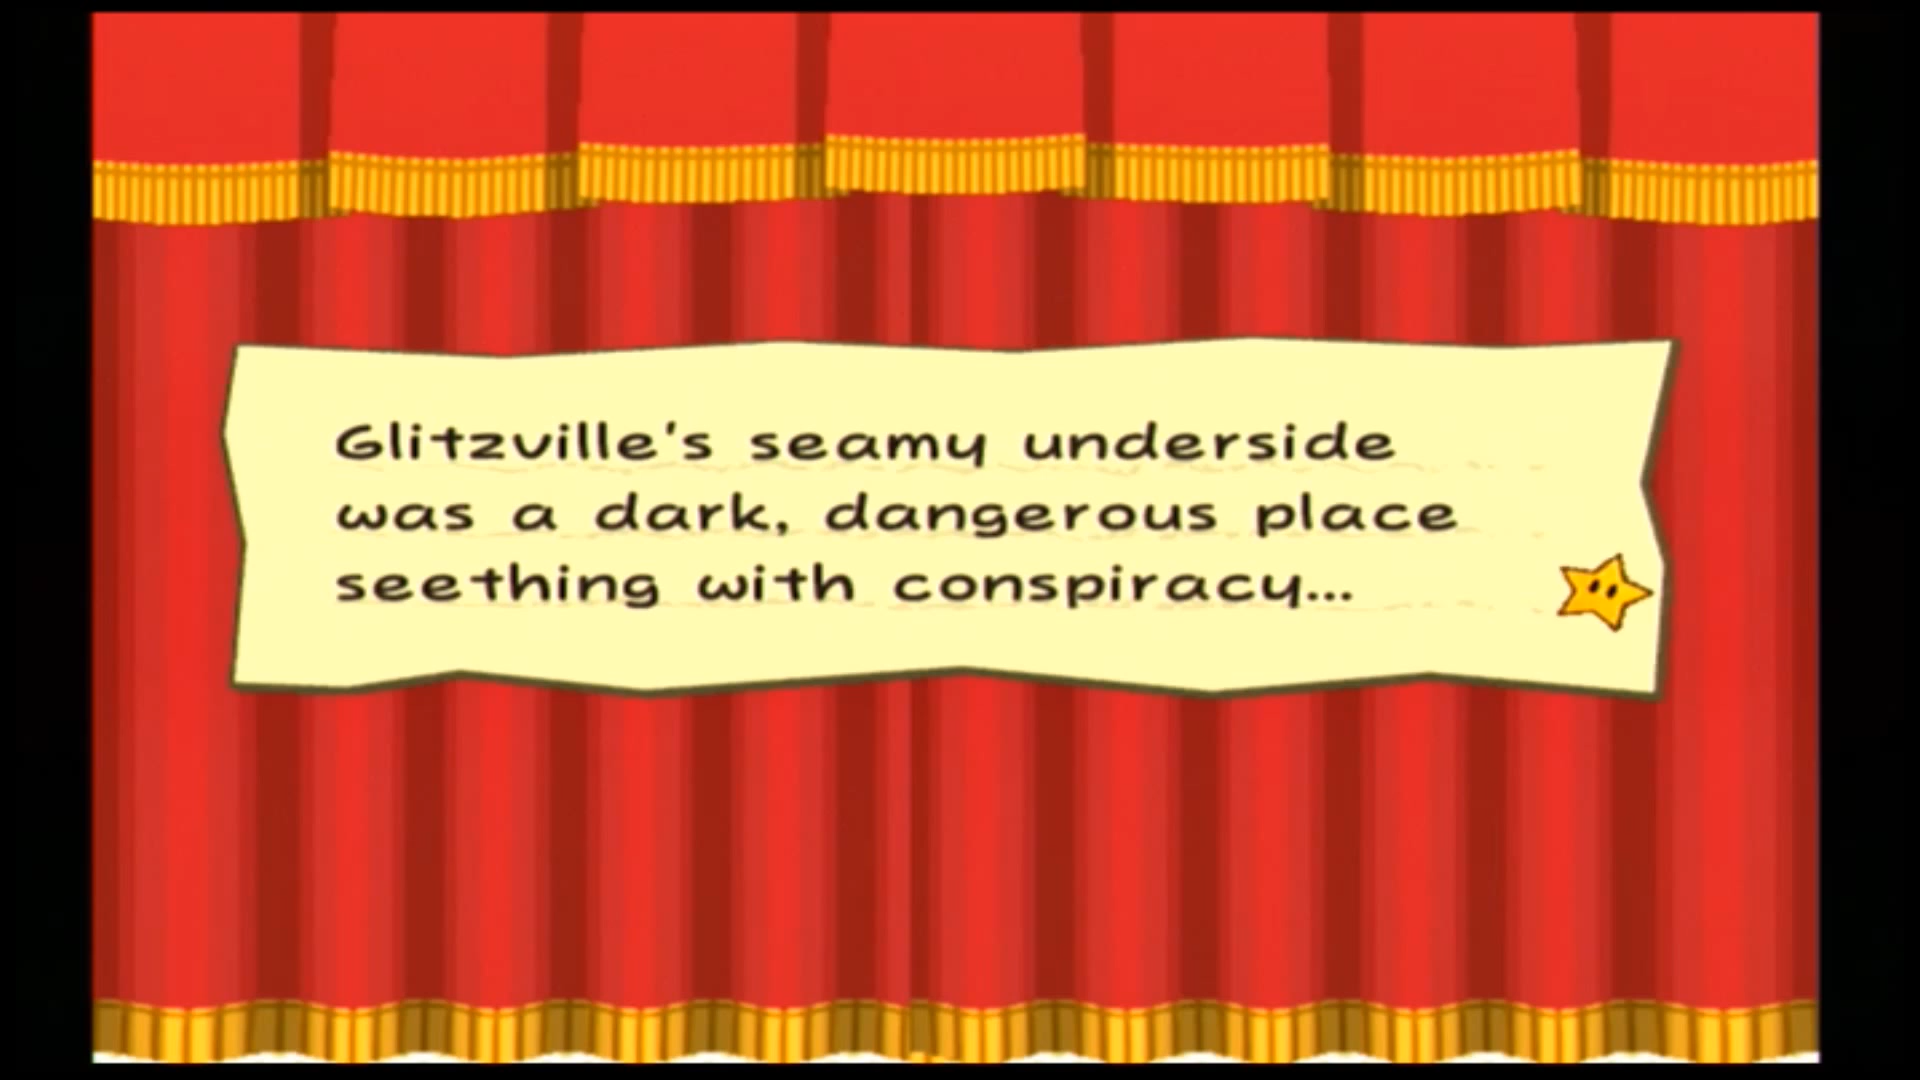 Glitzville's seamy underside
was a dark, dangerous place
seething with conspiracy...